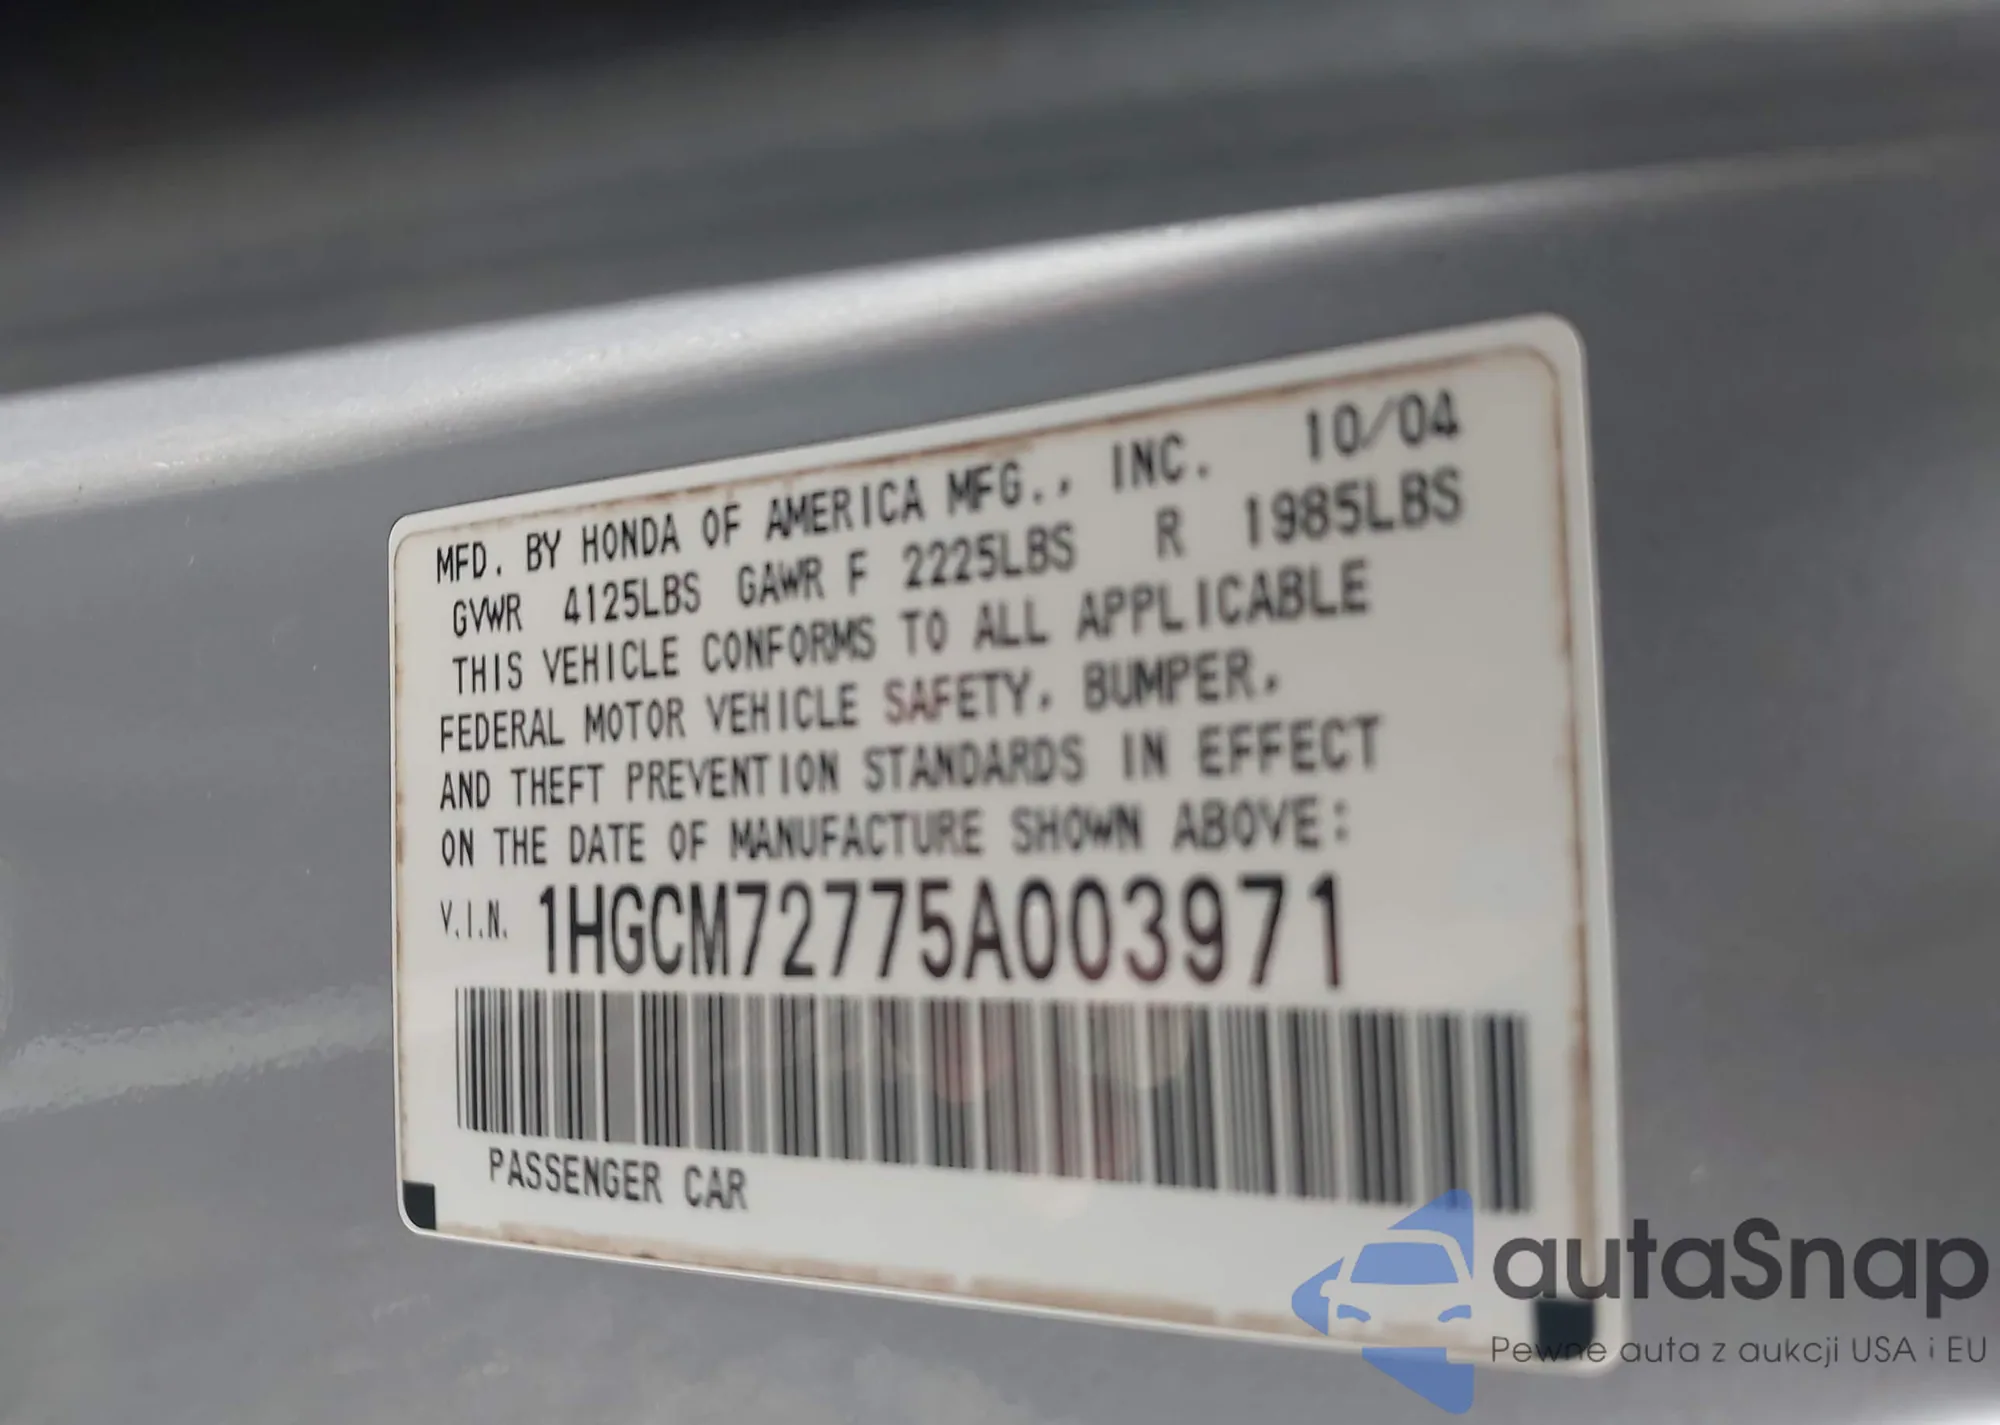 MFD. BY HONDA OF AMERICA MFG., INC. 10/04
GVWR 4125LBS GAWR F 2225LBS R 1985LBS
THIS VEHICLE CONFORMS TO ALL APPLICABLE
FEDERAL MOTOR VEHICLE SAFETY, BUMPER,
AND THEFT PREVENTION STANDARDS IN EFFECT
ON THE DATE OF MANUFACTURE SHOWN ABOVE:
V.I.N. 1HGCM72775A003971
PASSENGER CAR
autaSnap
Pewne auta z aukcji USA i EU